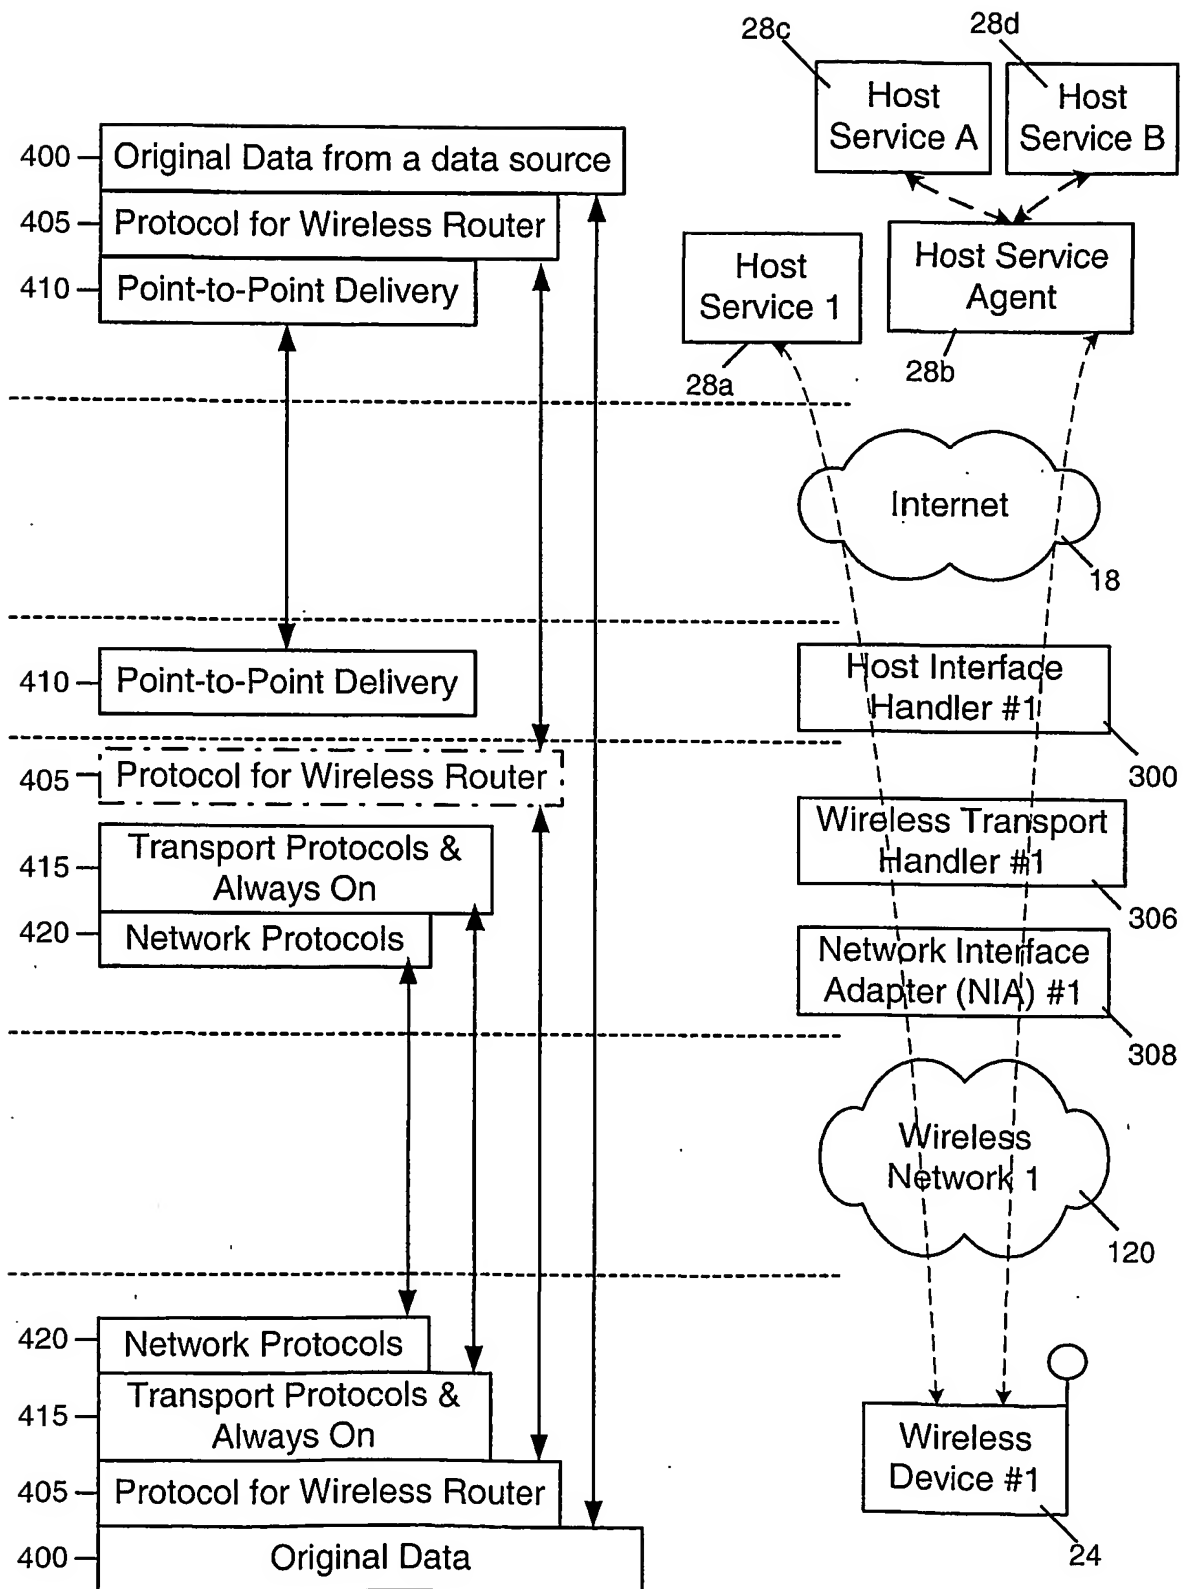 28c
28d
Host
Service A
Host
Service B
400
Original Data from a data source
405
Protocol for Wireless Router
410
Point-to-Point Delivery
Host
Service 1
Host Service
Agent
28a
28b
Internet
18
410
Point-to-Point Delivery
Host Interface
Handler #1
300
405
Protocol for Wireless Router
415
Transport Protocols &
Always On
420
Network Protocols
Wireless Transport
Handler #1
306
Network Interface
Adapter (NIA) #1
308
Wireless
Network 1
120
420
Network Protocols
415
Transport Protocols &
Always On
405
Protocol for Wireless Router
400
Original Data
Wireless
Device #1
24